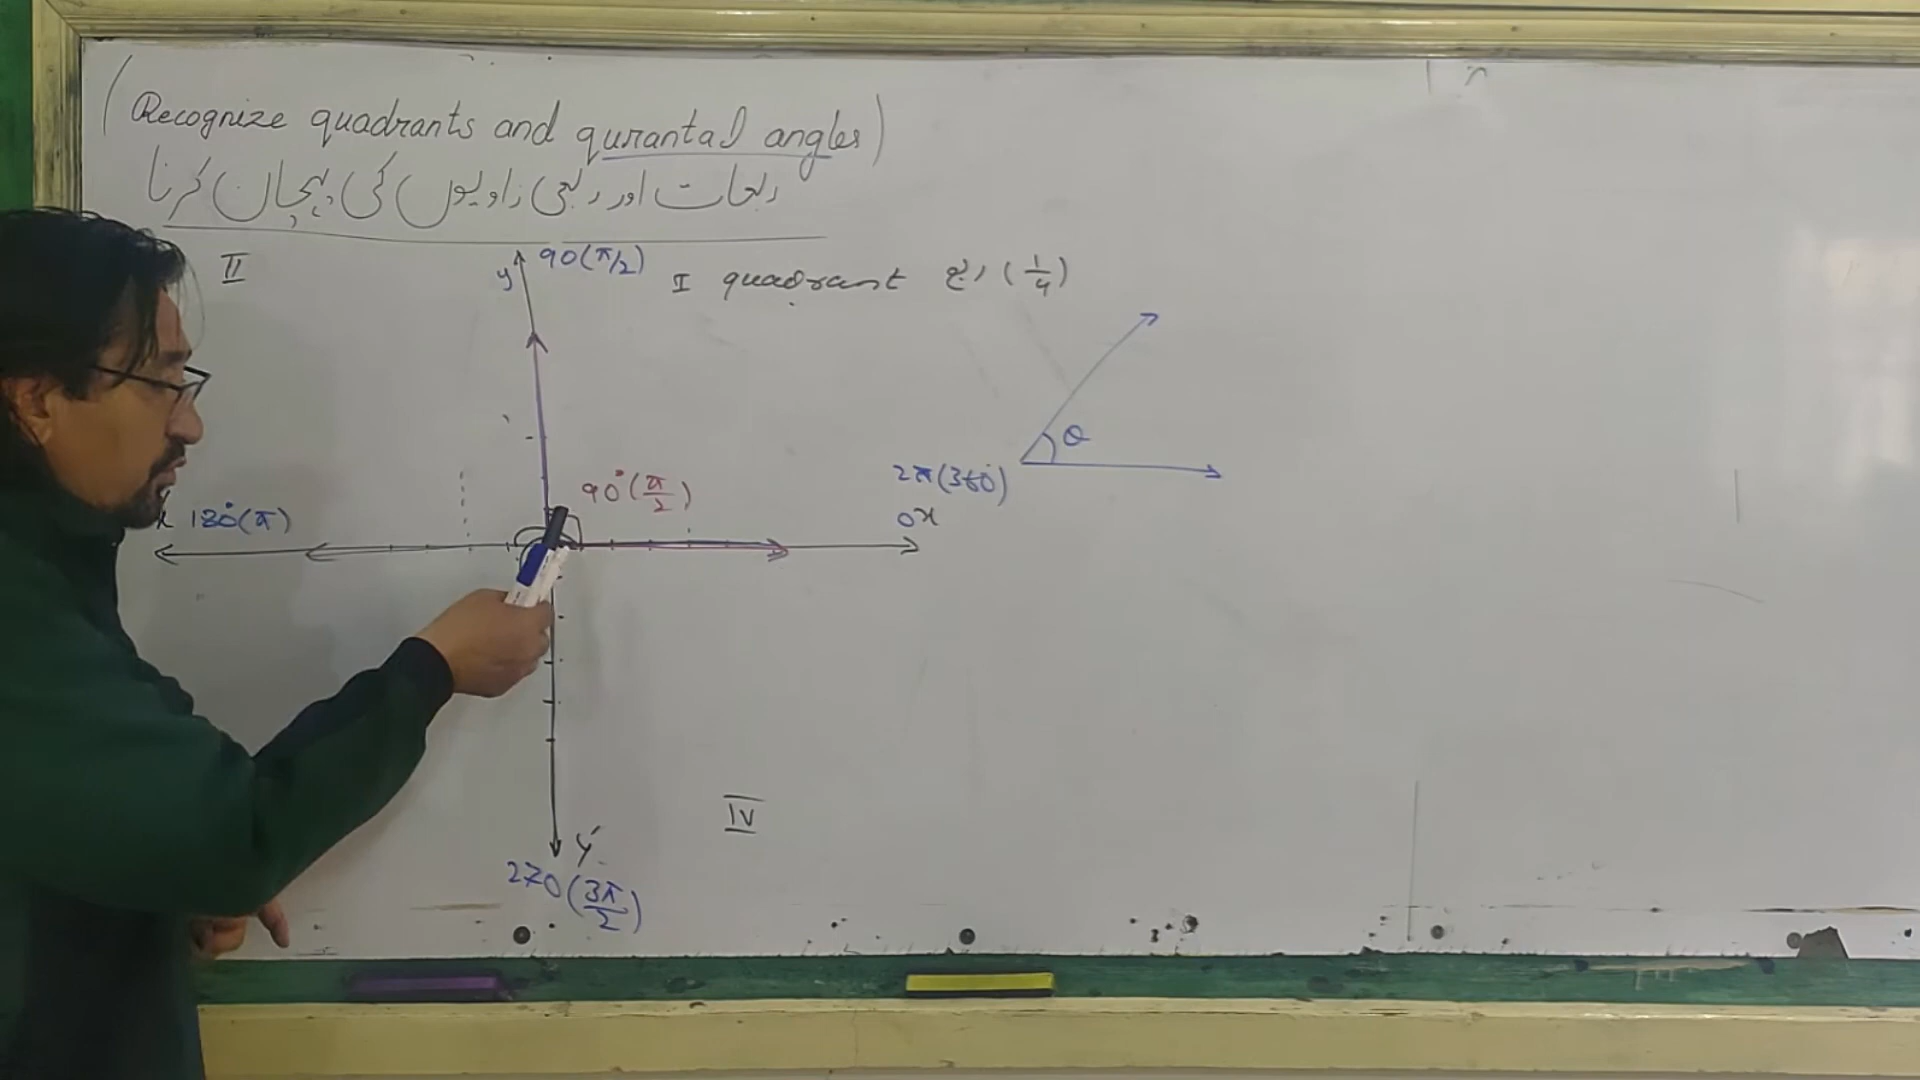 (Recognize quadrants and qurantal angles)
ربعات اور ربعی زاویوں کی پہچان کرنا
II
90(π/2)
y
I quadrant ربع (1/4)
θ
90°(π/2)
2π(360°)
180°(π)
0x
IV
y'
270(3π/2)